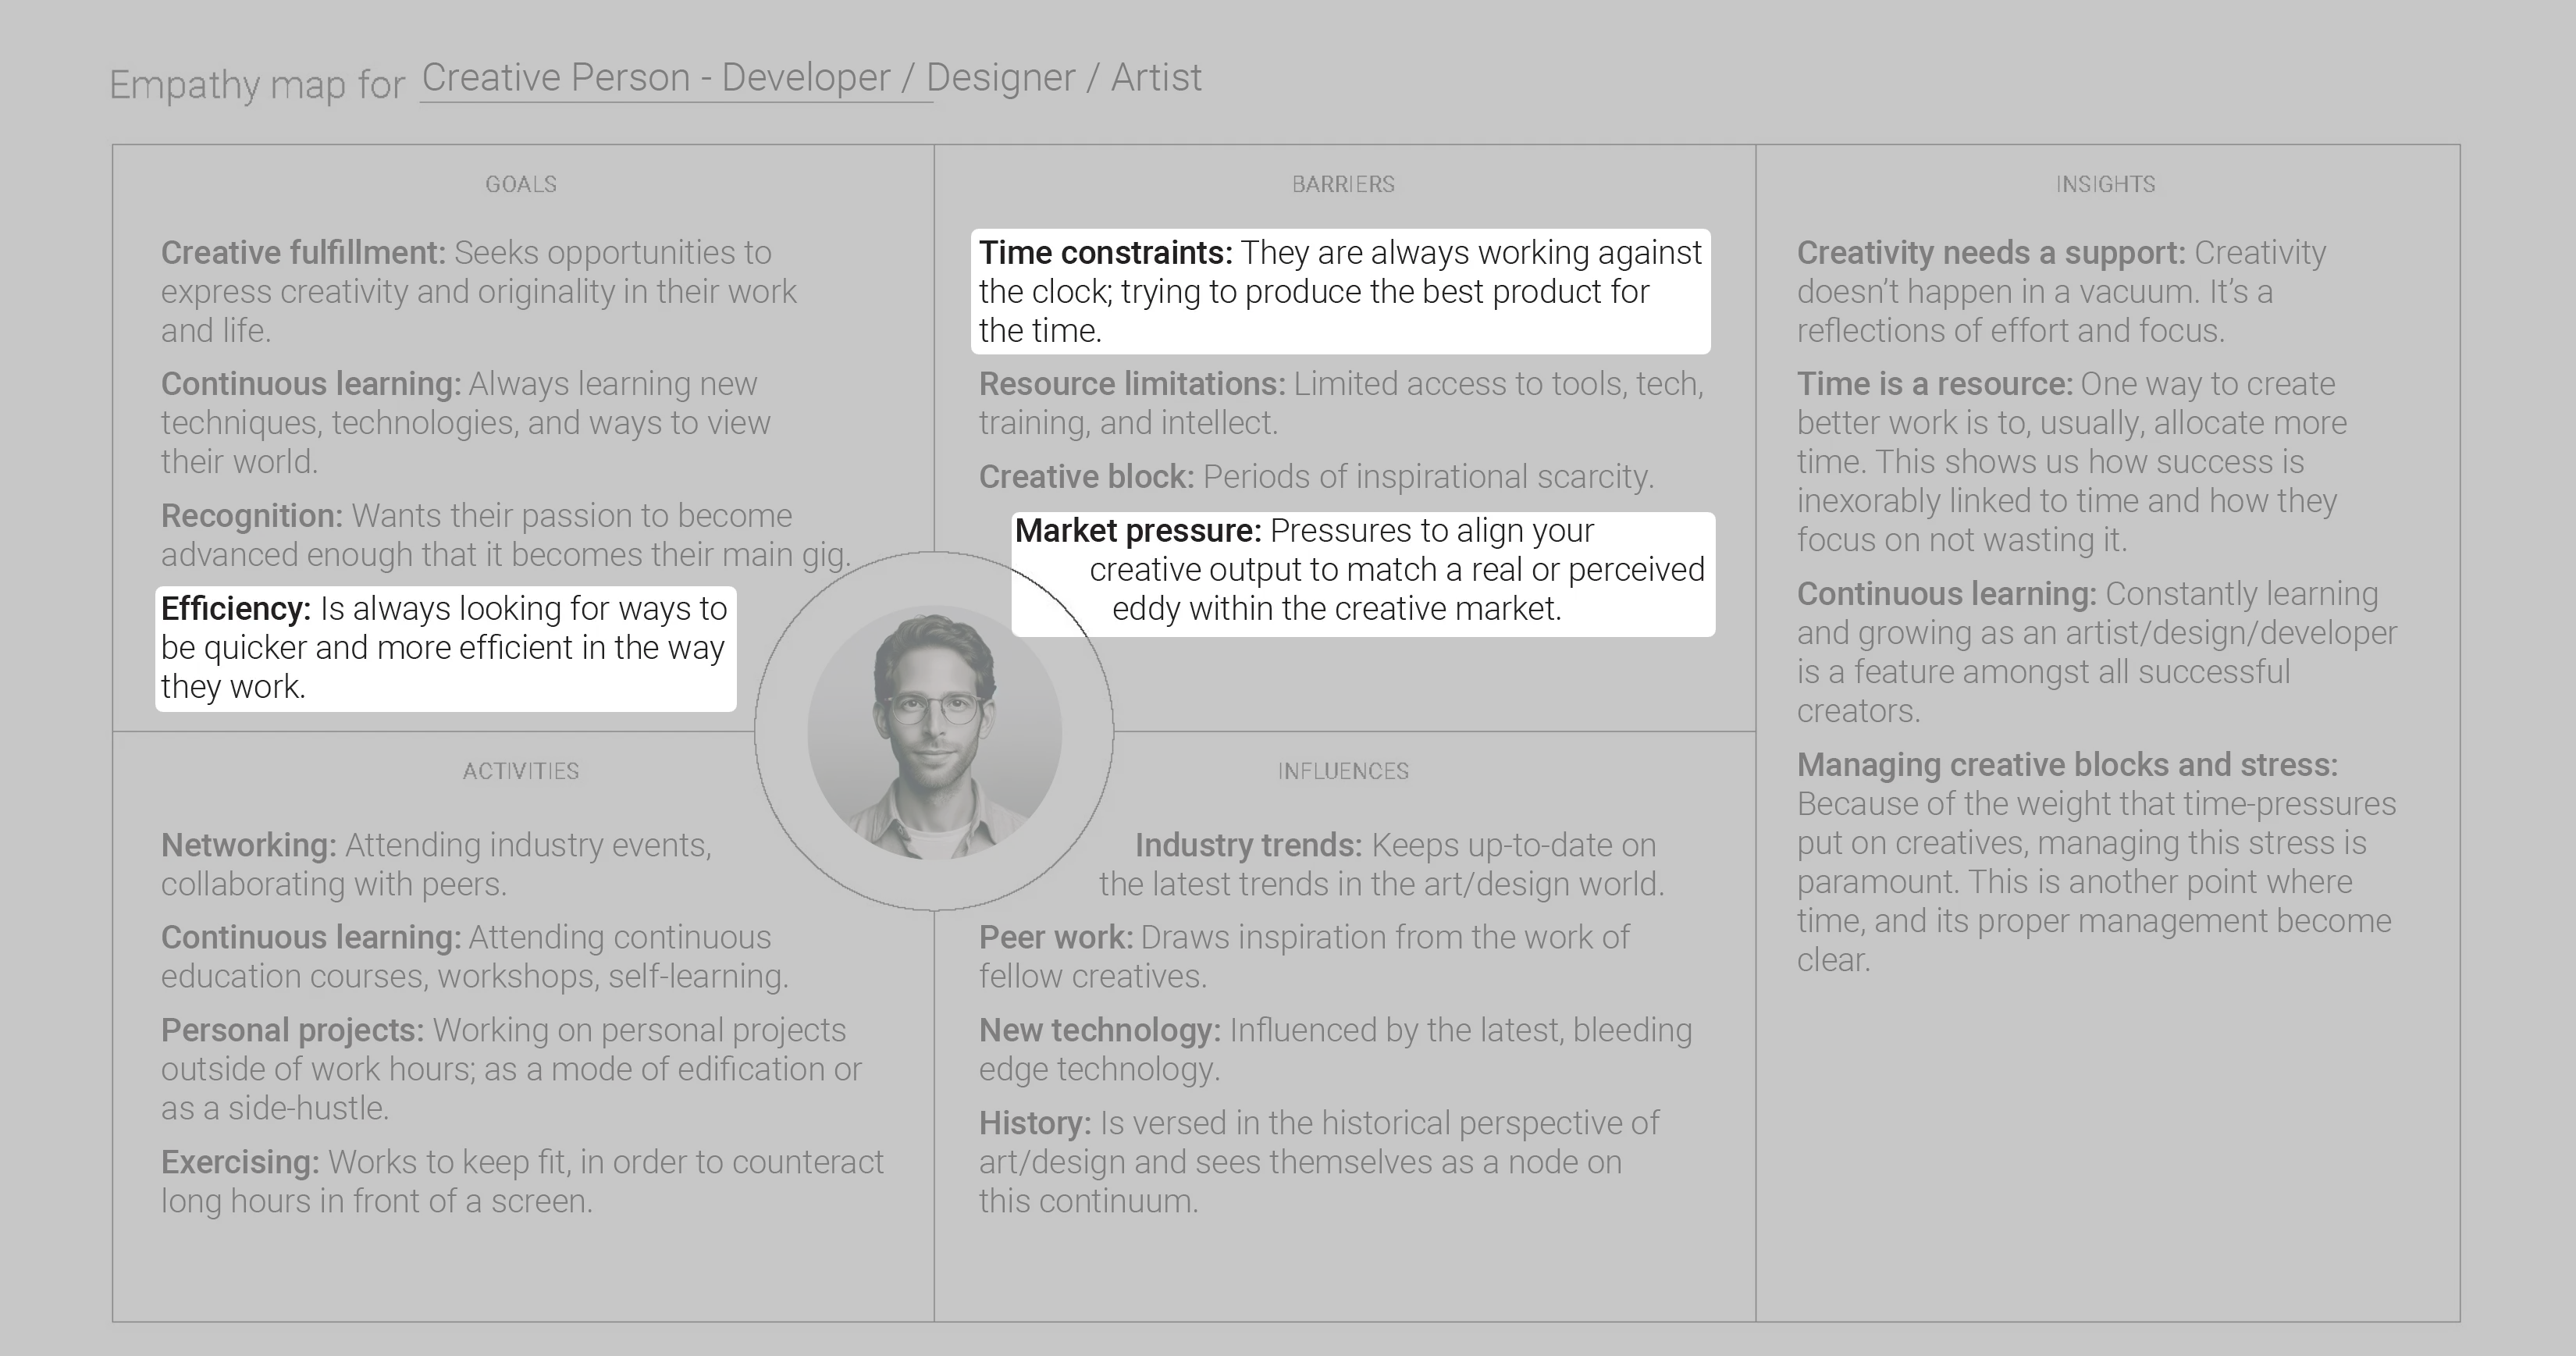 Empathy map for Creative Person - Developer / Designer / Artist
GOALS
Creative fulfillment: Seeks opportunities to
express creativity and originality in their work
and life.
Continuous learning: Always learning new
techniques, technologies, and ways to view
their world.
Recognition: Wants their passion to become
advanced enough that it becomes their main gig.
Efficiency: Is always looking for ways to
be quicker and more efficient in the way
they work.
BARRIERS
Time constraints: They are always working against
the clock; trying to produce the best product for
the time.
Resource limitations: Limited access to tools, tech,
training, and intellect.
Creative block: Periods of inspirational scarcity.
Market pressure: Pressures to align your
creative output to match a real or perceived
eddy within the creative market.
INSIGHTS
Creativity needs a support: Creativity
doesn’t happen in a vacuum. It’s a
reflections of effort and focus.
Time is a resource: One way to create
better work is to, usually, allocate more
time. This shows us how success is
inexorably linked to time and how they
focus on not wasting it.
Continuous learning: Constantly learning
and growing as an artist/design/developer
is a feature amongst all successful
creators.
Managing creative blocks and stress:
Because of the weight that time-pressures
put on creatives, managing this stress is
paramount. This is another point where
time, and its proper management become
clear.
ACTIVITIES
Networking: Attending industry events,
collaborating with peers.
Continuous learning: Attending continuous
education courses, workshops, self-learning.
Personal projects: Working on personal projects
outside of work hours; as a mode of edification or
as a side-hustle.
Exercising: Works to keep fit, in order to counteract
long hours in front of a screen.
INFLUENCES
Industry trends: Keeps up-to-date on
the latest trends in the art/design world.
Peer work: Draws inspiration from the work of
fellow creatives.
New technology: Influenced by the latest, bleeding
edge technology.
History: Is versed in the historical perspective of
art/design and sees themselves as a node on
this continuum.